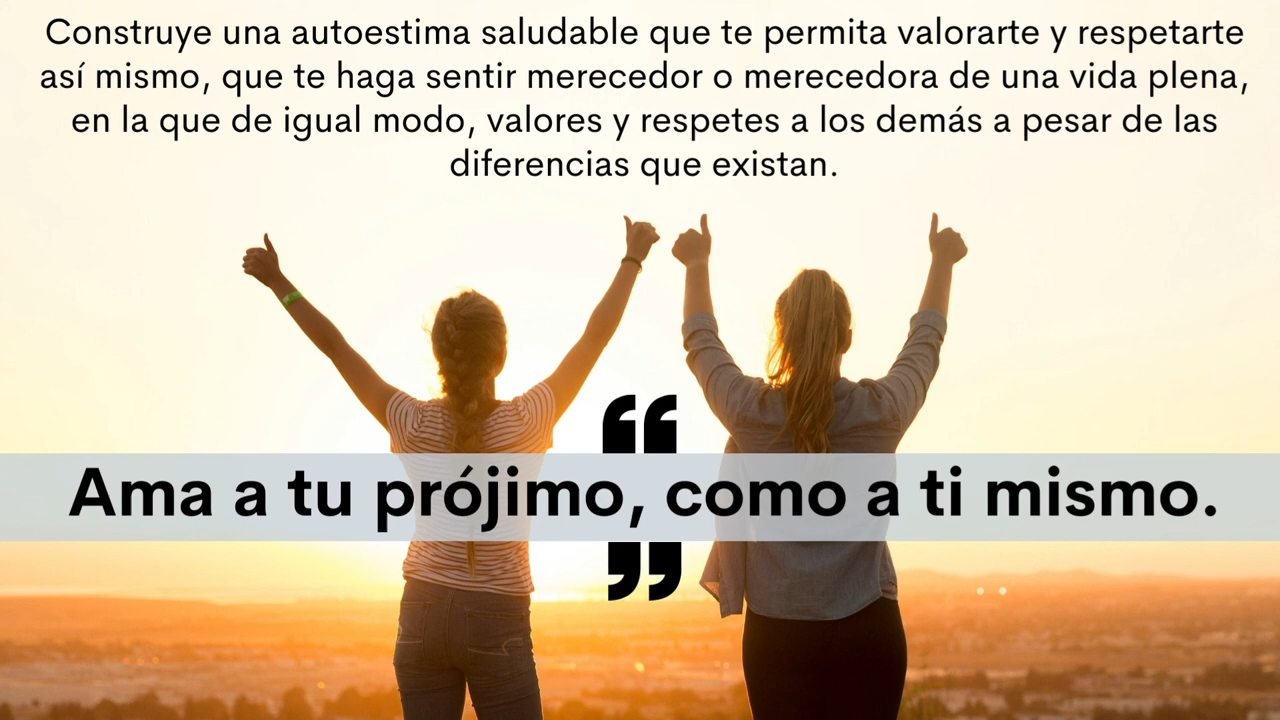 Construye una autoestima saludable que te permita valorarte y respetarte
así mismo, que te haga sentir merecedor o merecedora de una vida plena,
en la que de igual modo, valores y respetes a los demás a pesar de las
diferencias que existan.
“
Ama a tu prójimo, como a ti mismo.
”